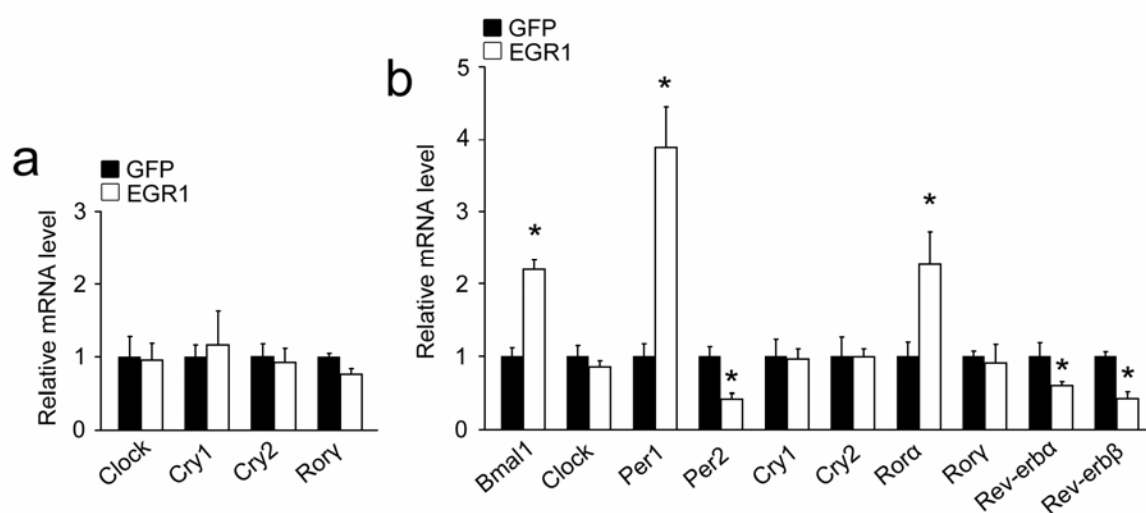 a
GFP
EGR1
Relative mRNA level
3
2
1
0
Clock
Cry1
Cry2
Rorγ
b
GFP
EGR1
Relative mRNA level
5
4
3
2
1
0
*
*
*
*
*
*
Bmal1
Clock
Per1
Per2
Cry1
Cry2
Rorα
Rorγ
Rev-erbα
Rev-erbβ